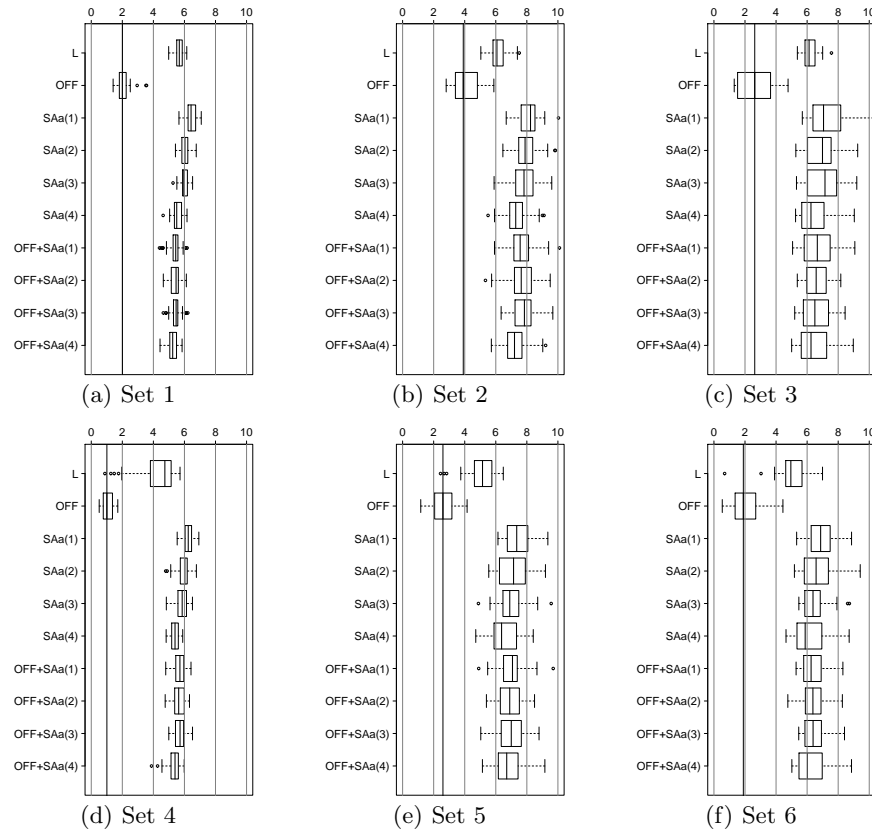 0 2 4 6 8 10
L
OFF
SAa(1)
SAa(2)
SAa(3)
SAa(4)
OFF+SAa(1)
OFF+SAa(2)
OFF+SAa(3)
OFF+SAa(4)
(a) Set 1
0 2 4 6 8 10
L
OFF
SAa(1)
SAa(2)
SAa(3)
SAa(4)
OFF+SAa(1)
OFF+SAa(2)
OFF+SAa(3)
OFF+SAa(4)
(b) Set 2
0 2 4 6 8 10
L
OFF
SAa(1)
SAa(2)
SAa(3)
SAa(4)
OFF+SAa(1)
OFF+SAa(2)
OFF+SAa(3)
OFF+SAa(4)
(c) Set 3
0 2 4 6 8 10
L
OFF
SAa(1)
SAa(2)
SAa(3)
SAa(4)
OFF+SAa(1)
OFF+SAa(2)
OFF+SAa(3)
OFF+SAa(4)
(d) Set 4
0 2 4 6 8 10
L
OFF
SAa(1)
SAa(2)
SAa(3)
SAa(4)
OFF+SAa(1)
OFF+SAa(2)
OFF+SAa(3)
OFF+SAa(4)
(e) Set 5
0 2 4 6 8 10
L
OFF
SAa(1)
SAa(2)
SAa(3)
SAa(4)
OFF+SAa(1)
OFF+SAa(2)
OFF+SAa(3)
OFF+SAa(4)
(f) Set 6